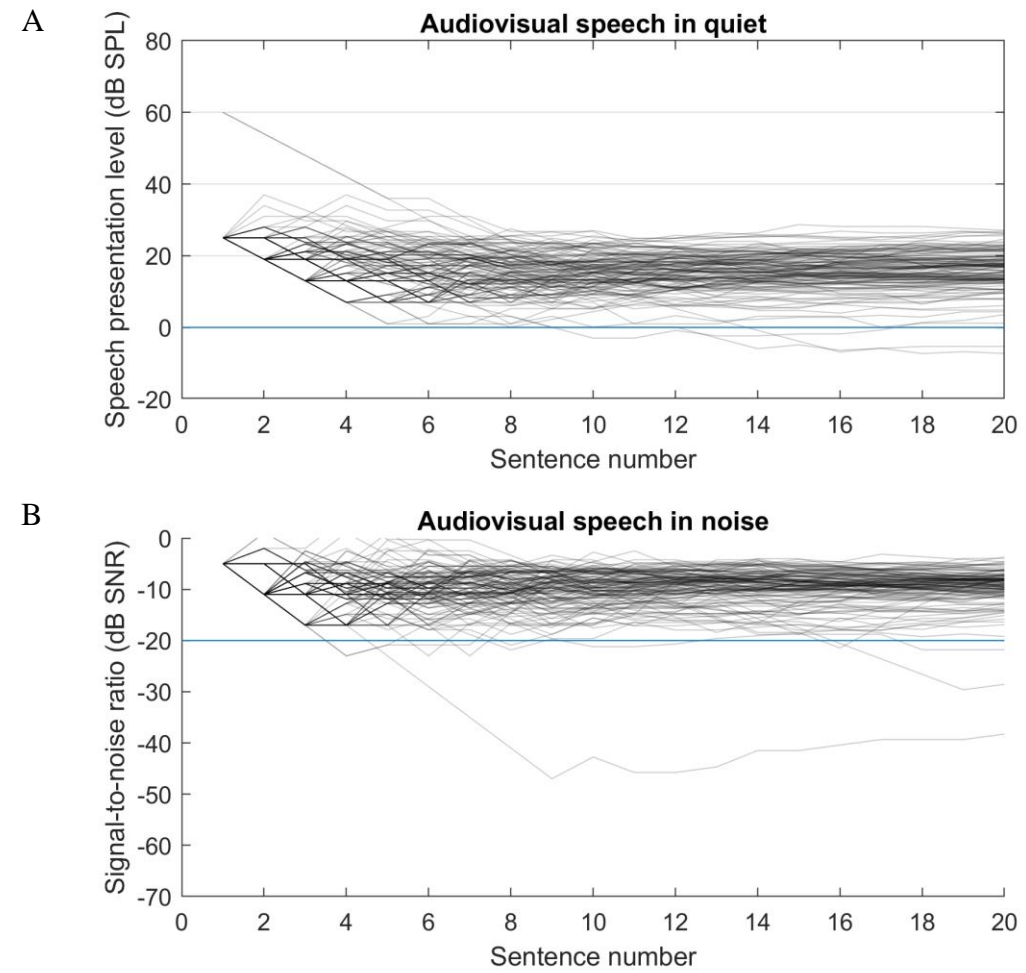 A
Audiovisual speech in quiet
Speech presentation level (dB SPL)
80
60
40
20
0
-20
0 2 4 6 8 10 12 14 16 18 20
Sentence number
B
Audiovisual speech in noise
Signal-to-noise ratio (dB SNR)
0
-10
-20
-30
-40
-50
-60
-70
0 2 4 6 8 10 12 14 16 18 20
Sentence number